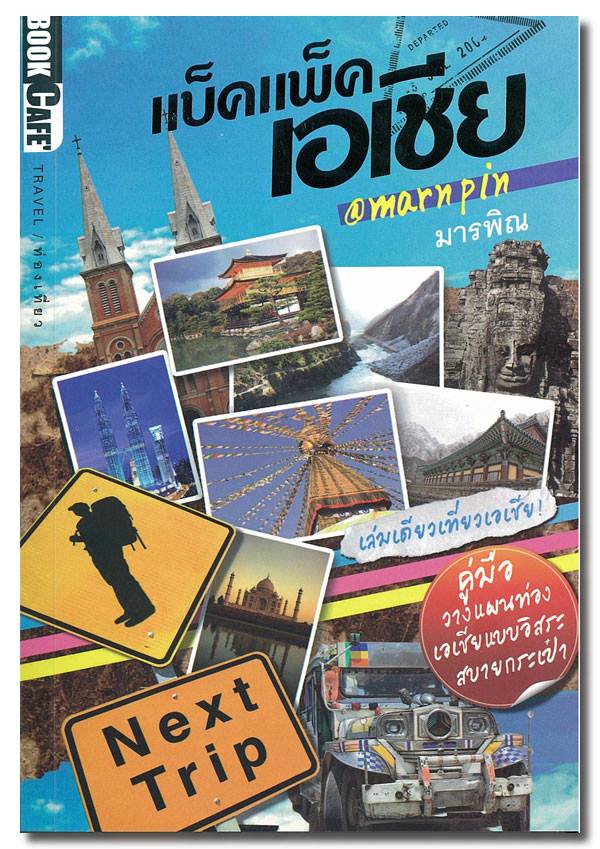 BOOK CAFE'
TRAVEL / ท่องเที่ยว
DEPARTED
แบ็คแพ็ค
เอเชีย
@marnpin
มารพิณ
เล่มเดียวเที่ยวเอเชีย!
คู่มือ
วางแผนท่อง
เอเชียแบบอิสระ
สบายกระเป๋า
Next
Trip